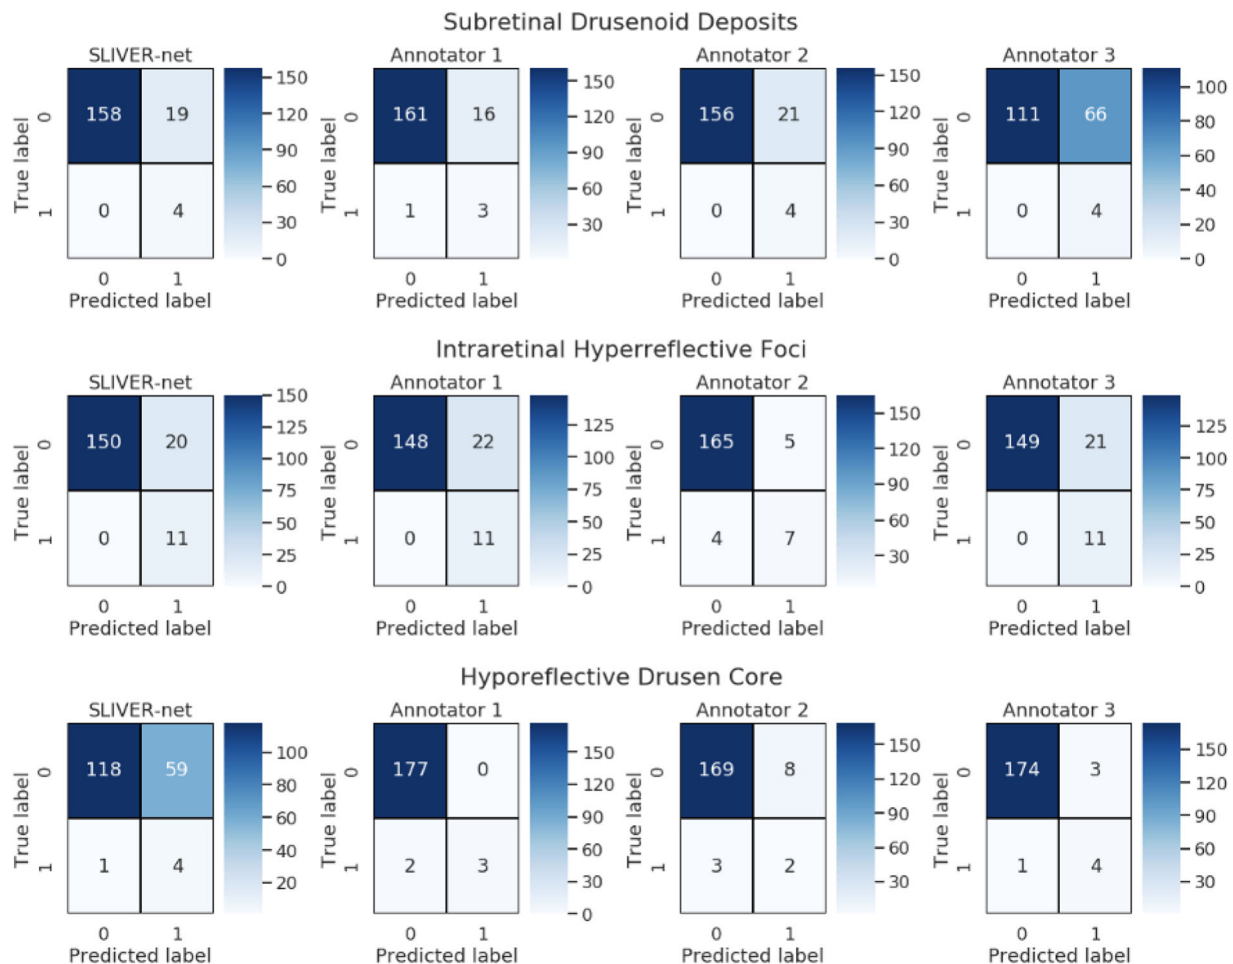 Subretinal Drusenoid Deposits
SLIVER-net Annotator 1 Annotator 2 Annotator 3
True label 0 1 158 19 0 4 150 120 90 60 30 0
0 1
Predicted label
True label 0 1 161 16 1 3 150 120 90 60 30
0 1
Predicted label
True label 0 1 156 21 0 4 150 120 90 60 30 0
0 1
Predicted label
True label 0 1 111 66 0 4 100 80 60 40 20 0
0 1
Predicted label
Intraretinal Hyperreflective Foci
SLIVER-net Annotator 1 Annotator 2 Annotator 3
True label 0 1 150 20 0 11 150 125 100 75 50 25 0
0 1
Predicted label
True label 0 1 148 22 0 11 125 100 75 50 25 0
0 1
Predicted label
True label 0 1 165 5 4 7 150 120 90 60 30
0 1
Predicted label
True label 0 1 149 21 0 11 125 100 75 50 25 0
0 1
Predicted label
Hyporeflective Drusen Core
SLIVER-net Annotator 1 Annotator 2 Annotator 3
True label 0 1 118 59 1 4 100 80 60 40 20
0 1
Predicted label
True label 0 1 177 0 2 3 150 120 90 60 30 0
0 1
Predicted label
True label 0 1 169 8 3 2 150 120 90 60 30
0 1
Predicted label
True label 0 1 174 3 1 4 150 120 90 60 30
0 1
Predicted label